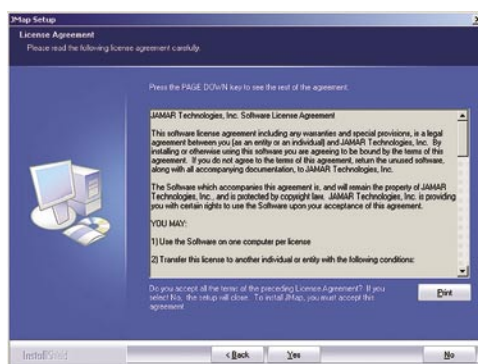 JMap Setup
License Agreement
Please read the following license agreement carefully.
Press the PAGE DOWN key to see the rest of the agreement.
JAMAR Technologies, Inc. Software License Agreement
This software license agreement including any warranties and special provisions, is a legal
agreement between you (as an entity or an individual) and JAMAR Technologies, Inc. By
installing or otherwise using this software you are agreeing to be bound by the terms of this
agreement. If you do not agree to the terms of this agreement, return the unused software,
along with all accompanying documentation, to JAMAR Technologies, Inc.
The Software which accompanies this agreement is, and will remain the property of JAMAR
Technologies, Inc., and is protected by copyright law. JAMAR Technologies, Inc. is providing
you with certain rights to use the Software upon your acceptance of this agreement.
YOU MAY:
1) Use the Software on one computer per license
2) Transfer this license to another individual or entity with the following conditions:
Do you accept all the terms of the preceding License Agreement? If you
select No, the setup will close. To install JMap, you must accept this
agreement.
Print
InstallShield
< Back
Yes
No